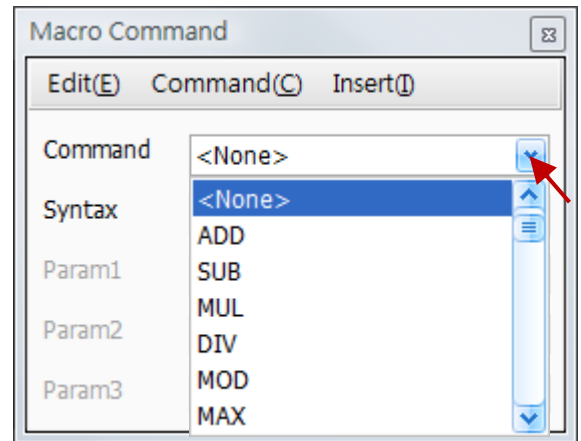 Macro Command
Edit(E) Command(C) Insert(I)
Command <None>
Syntax <None>
ADD
Param1 SUB
MUL
Param2 DIV
Param3 MOD
MAX